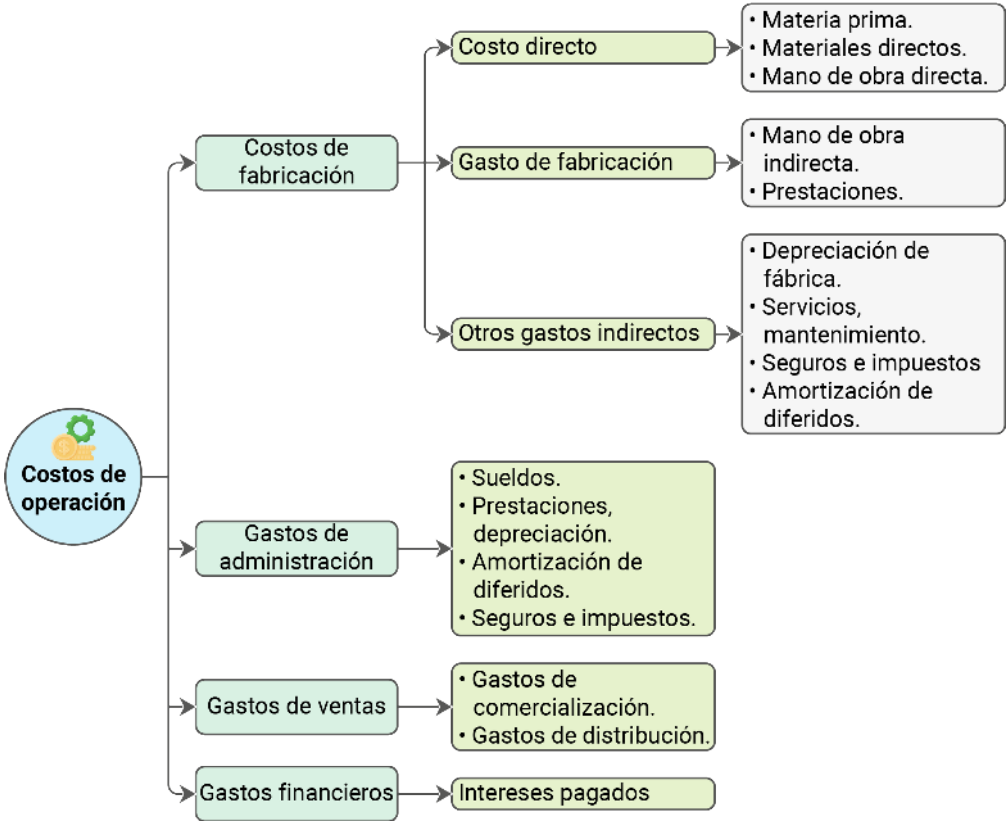 Costos de
operación
Costos de
fabricación
Costo directo
• Materia prima.
• Materiales directos.
• Mano de obra directa.
Gasto de fabricación
• Mano de obra
indirecta.
• Prestaciones.
Otros gastos indirectos
• Depreciación de
fábrica.
• Servicios,
mantenimiento.
• Seguros e impuestos
• Amortización de
diferidos.
Gastos de
administración
• Sueldos.
• Prestaciones,
depreciación.
• Amortización de
diferidos.
• Seguros e impuestos.
Gastos de ventas
• Gastos de
comercialización.
• Gastos de distribución.
Gastos financieros
Intereses pagados